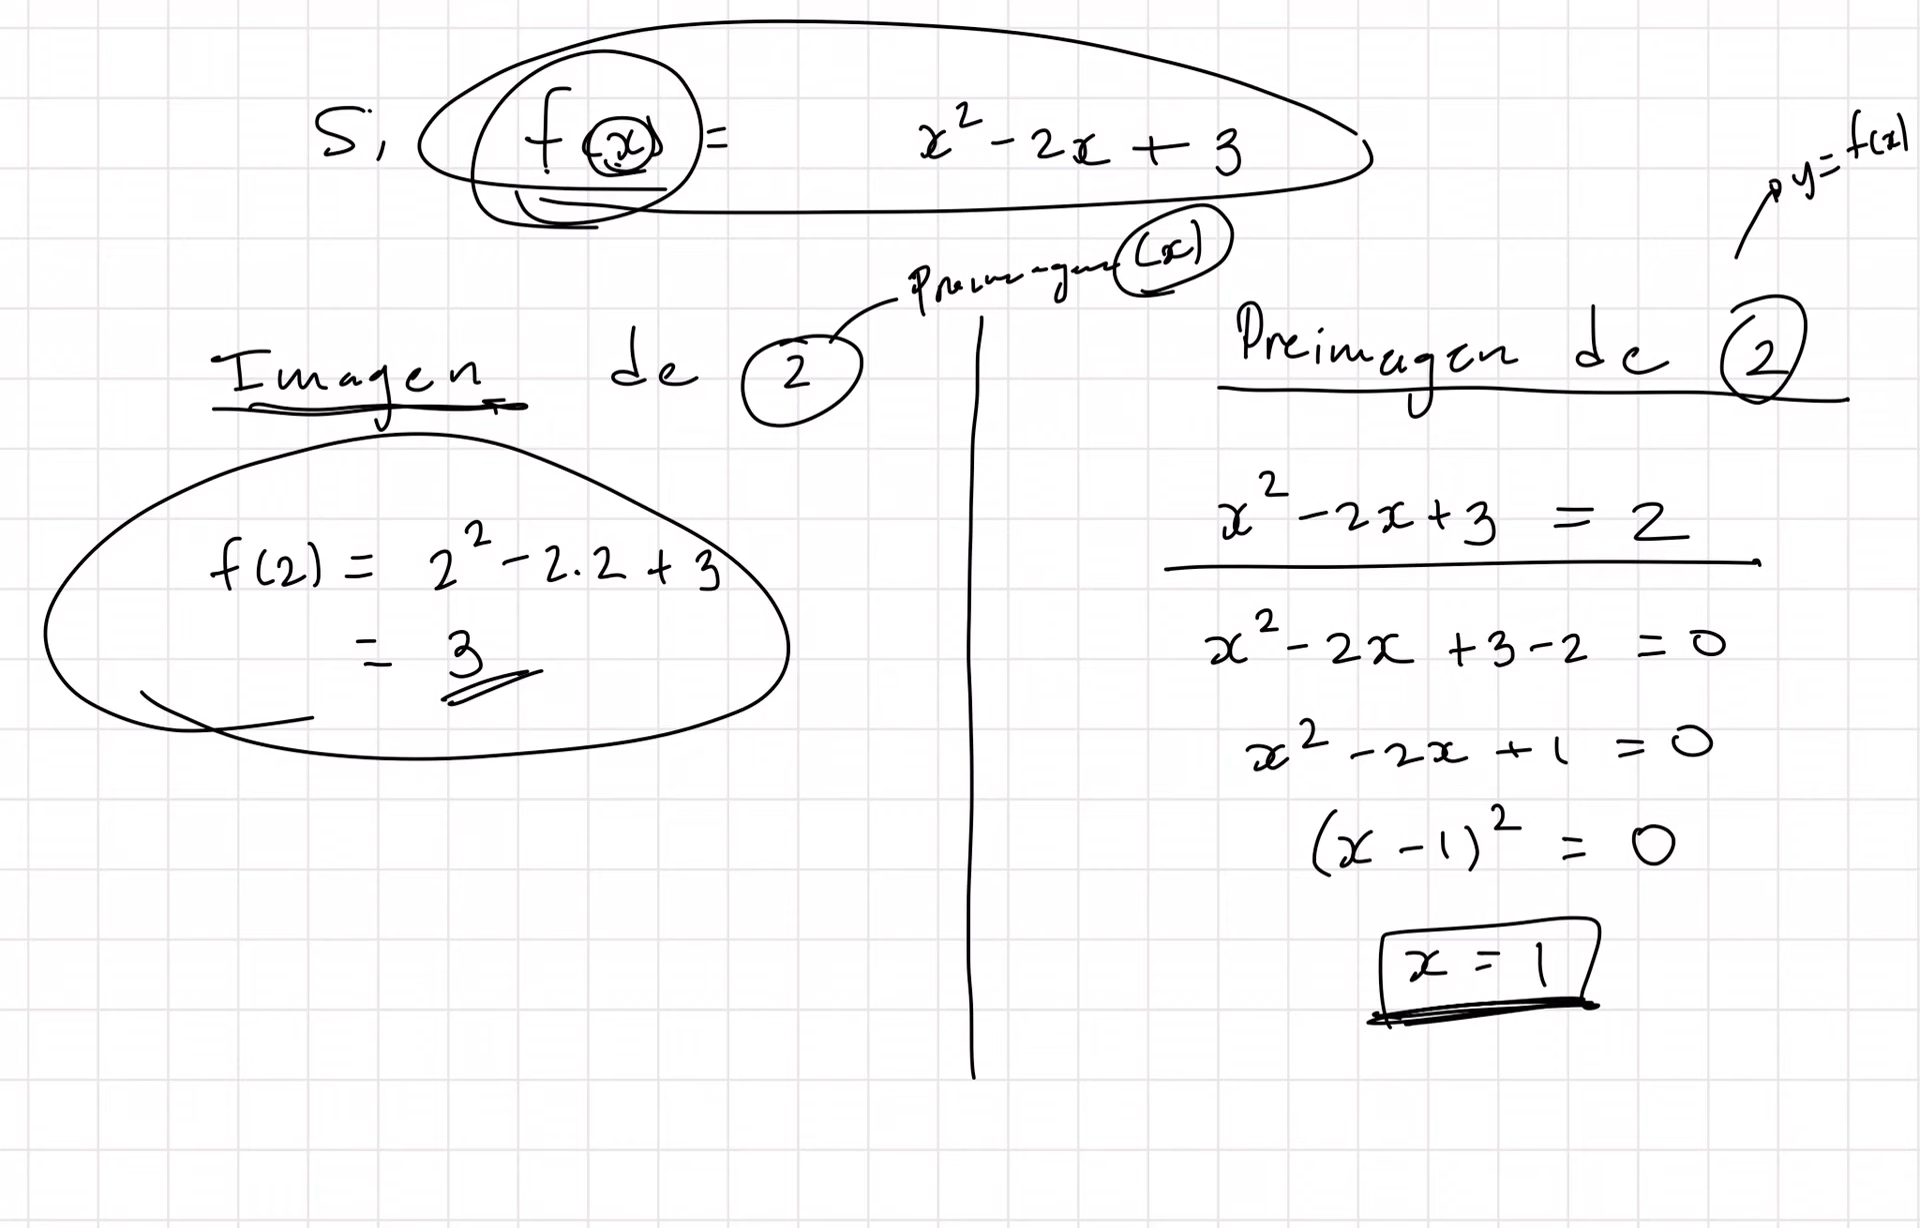 Si f(x) = x² - 2x + 3
y = f(x)
Preimagen (x)
Imagen de 2
f(2) = 2² - 2.2 + 3
= 3
Preimagen de 2
x² - 2x + 3 = 2
x² - 2x + 3 - 2 = 0
x² - 2x + 1 = 0
(x - 1)² = 0
x = 1